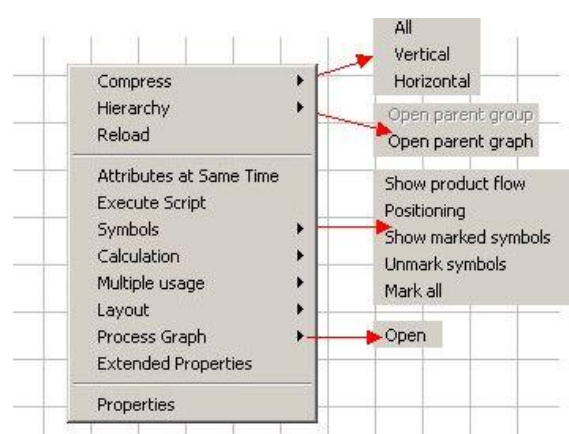 Compress
Hierarchy
Reload
Attributes at Same Time
Execute Script
Symbols
Calculation
Multiple usage
Layout
Process Graph
Extended Properties
Properties
All
Vertical
Horizontal
Open parent group
Open parent graph
Show product flow
Positioning
Show marked symbols
Unmark symbols
Mark all
Open